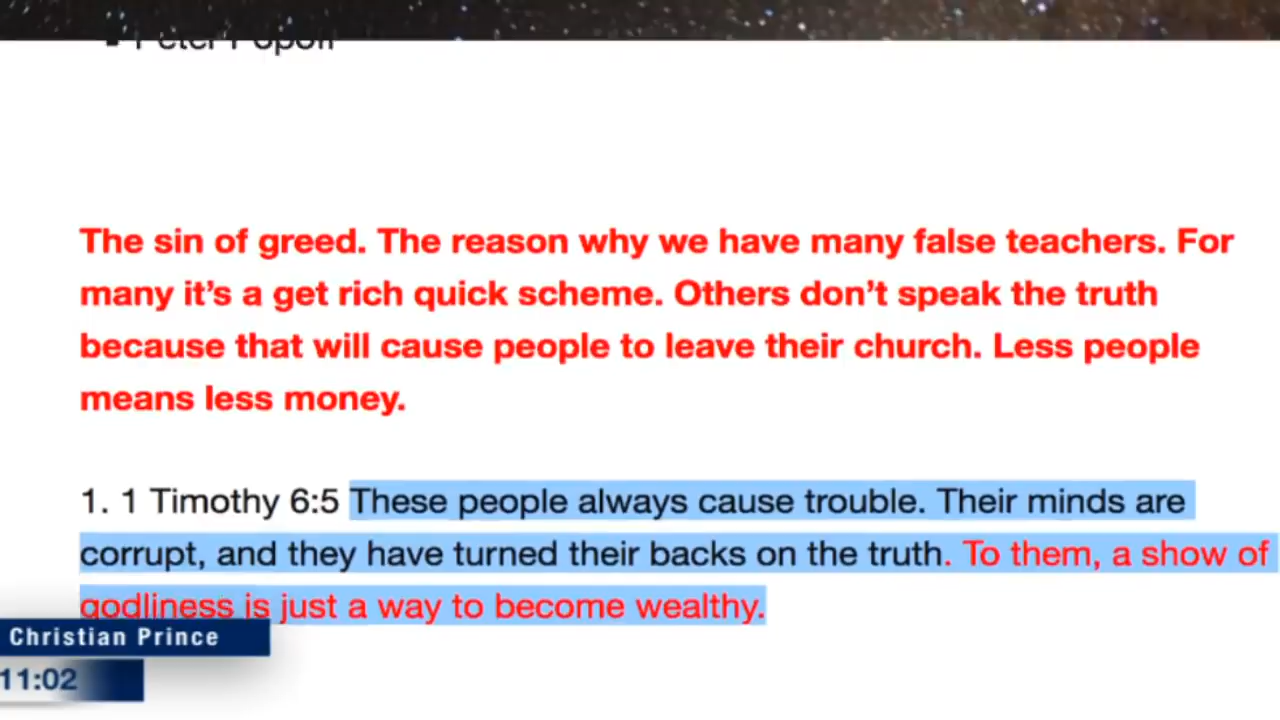 Peter Popoff
The sin of greed. The reason why we have many false teachers. For
many it’s a get rich quick scheme. Others don’t speak the truth
because that will cause people to leave their church. Less people
means less money.
1. 1 Timothy 6:5 These people always cause trouble. Their minds are
corrupt, and they have turned their backs on the truth. To them, a show of
godliness is just a way to become wealthy.
Christian Prince
11:02